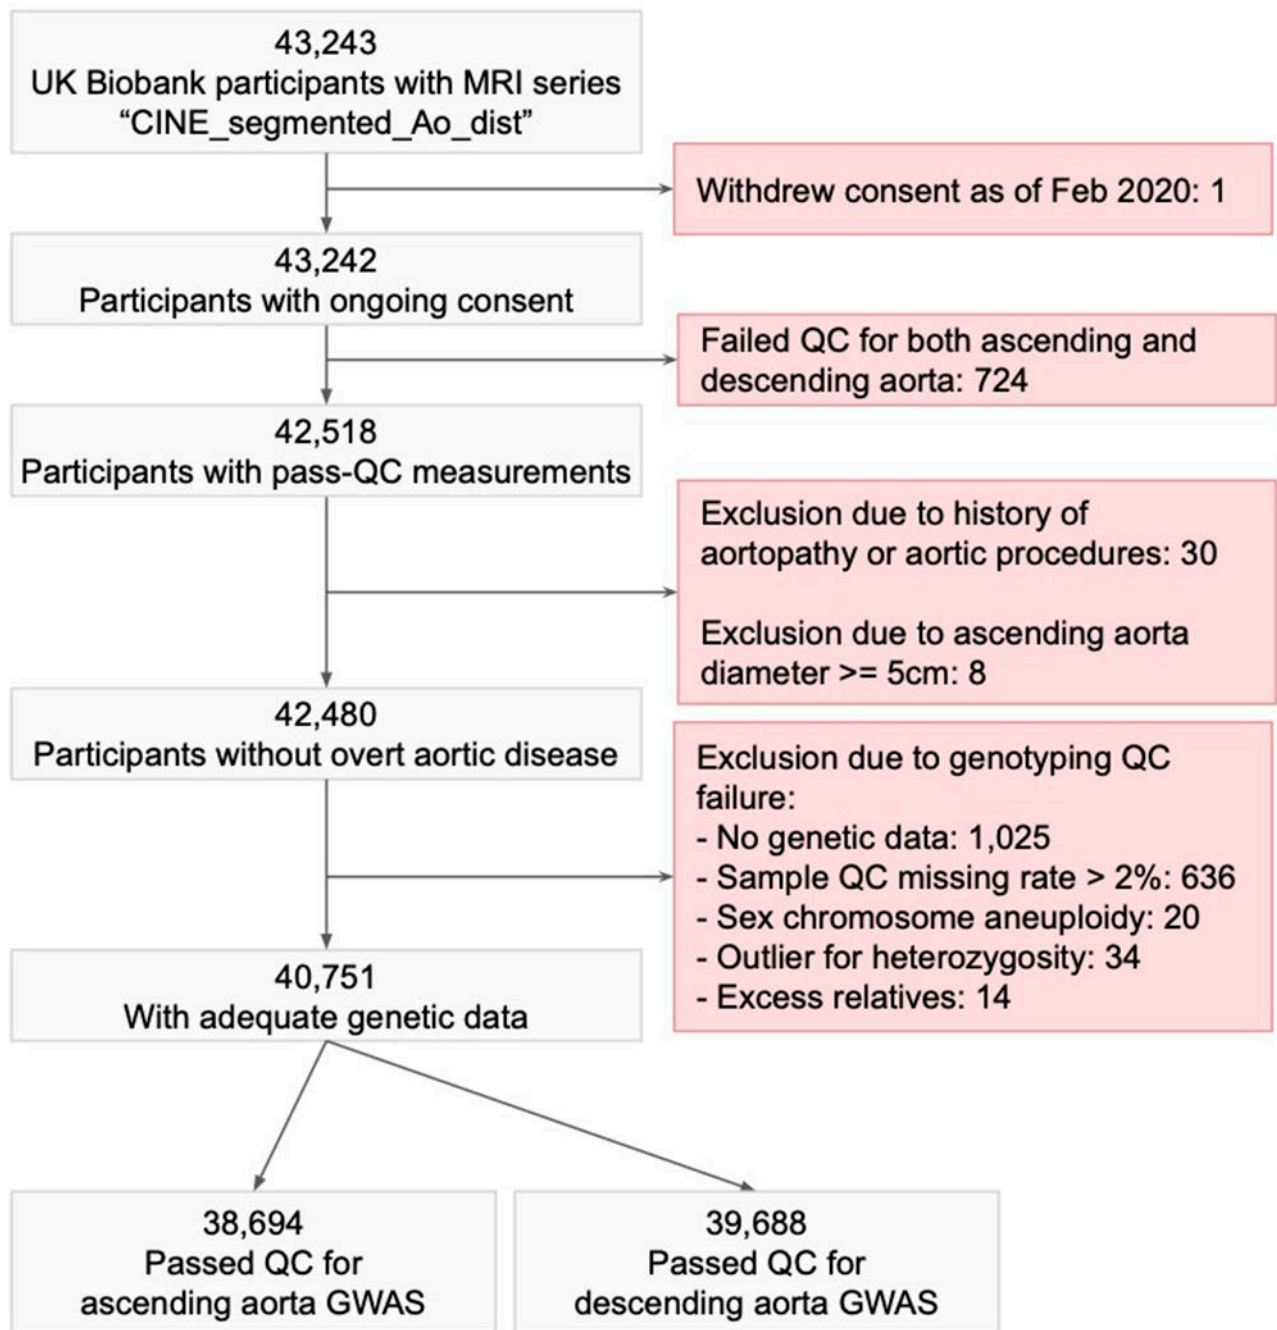 43,243
UK Biobank participants with MRI series
“CINE_segmented_Ao_dist”
Withdrew consent as of Feb 2020: 1
43,242
Participants with ongoing consent
Failed QC for both ascending and
descending aorta: 724
42,518
Participants with pass-QC measurements
Exclusion due to history of
aortopathy or aortic procedures: 30
Exclusion due to ascending aorta
diameter >= 5cm: 8
42,480
Participants without overt aortic disease
Exclusion due to genotyping QC
failure:
- No genetic data: 1,025
- Sample QC missing rate > 2%: 636
- Sex chromosome aneuploidy: 20
- Outlier for heterozygosity: 34
- Excess relatives: 14
40,751
With adequate genetic data
38,694
Passed QC for
ascending aorta GWAS
39,688
Passed QC for
descending aorta GWAS